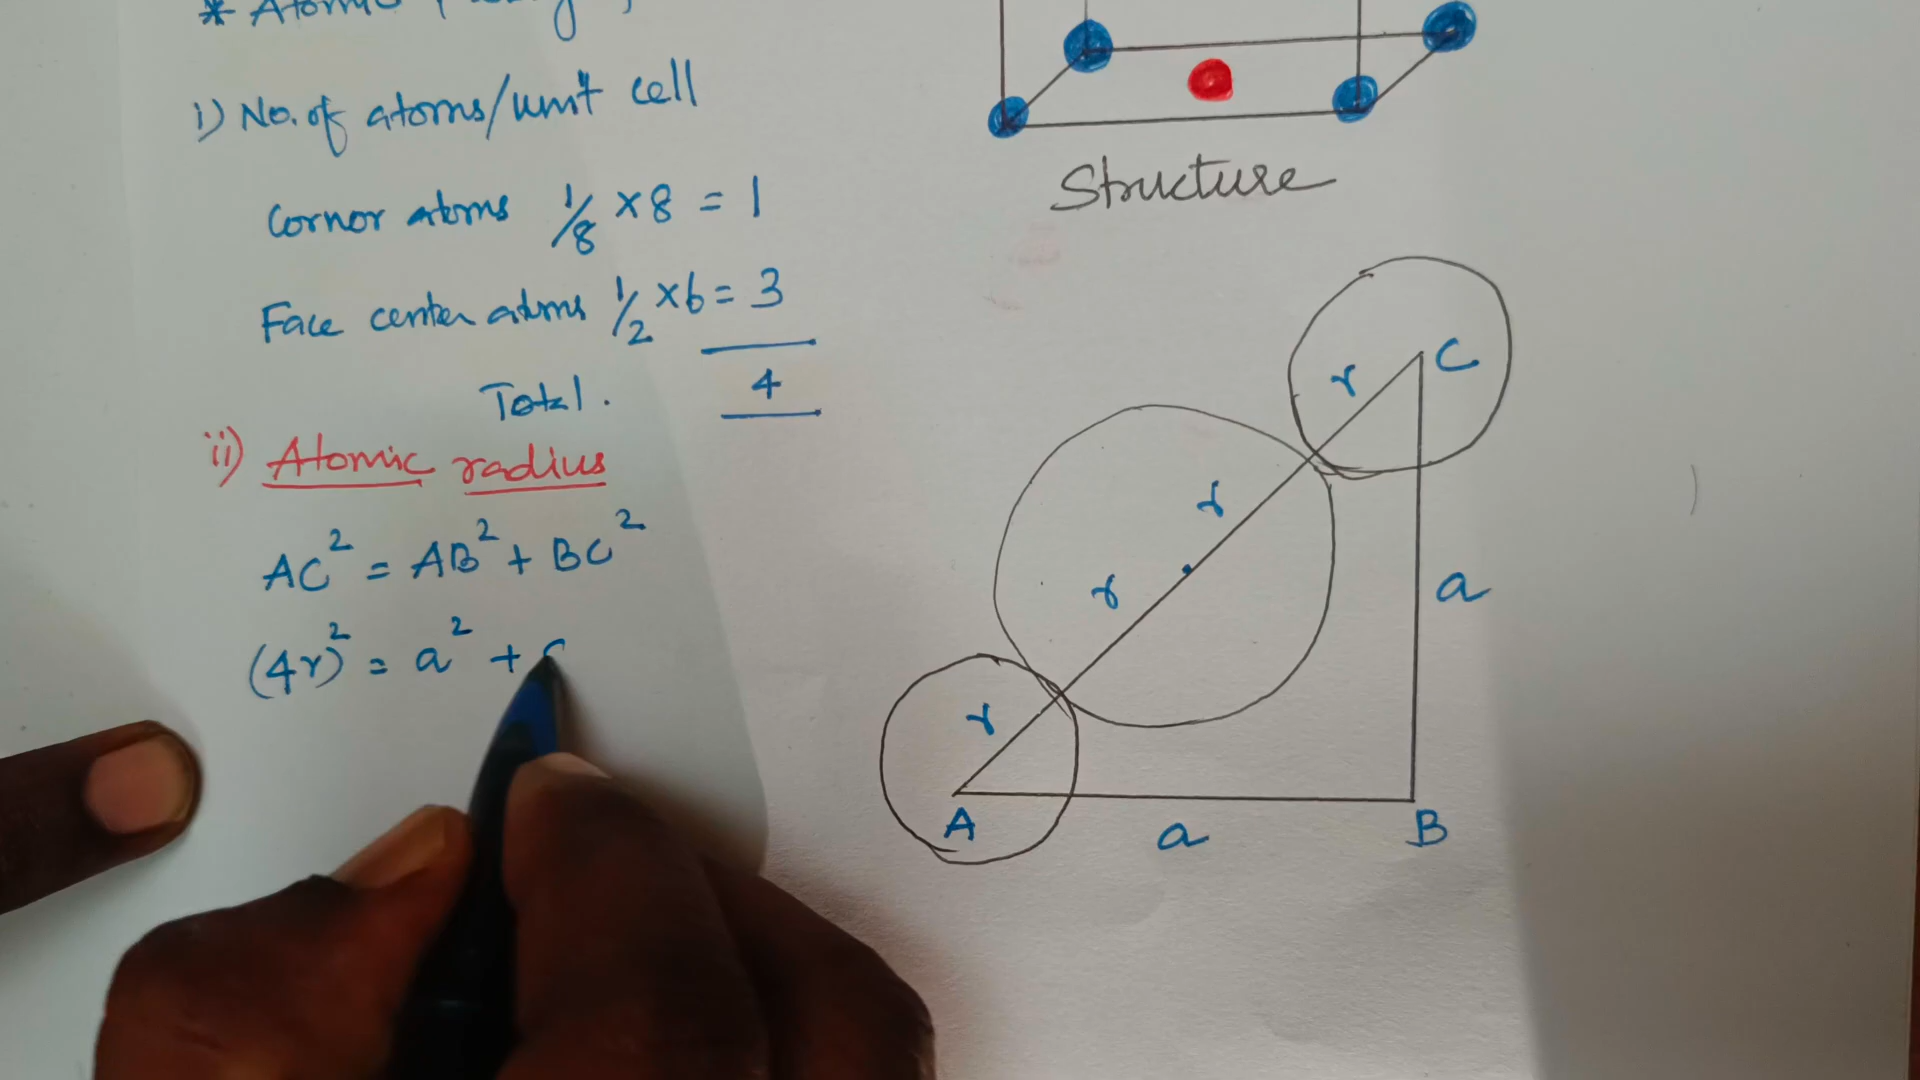 * Atomic
i) No. of atoms/unit cell
Cornor atoms 1/8 × 8 = 1
Face center atoms 1/2 × 6 = 3
Total. 4
ii) Atomic radius
AC² = AB² + BC²
(4r)² = a² +
Structure
C
r
r
r
a
r
A
a
B